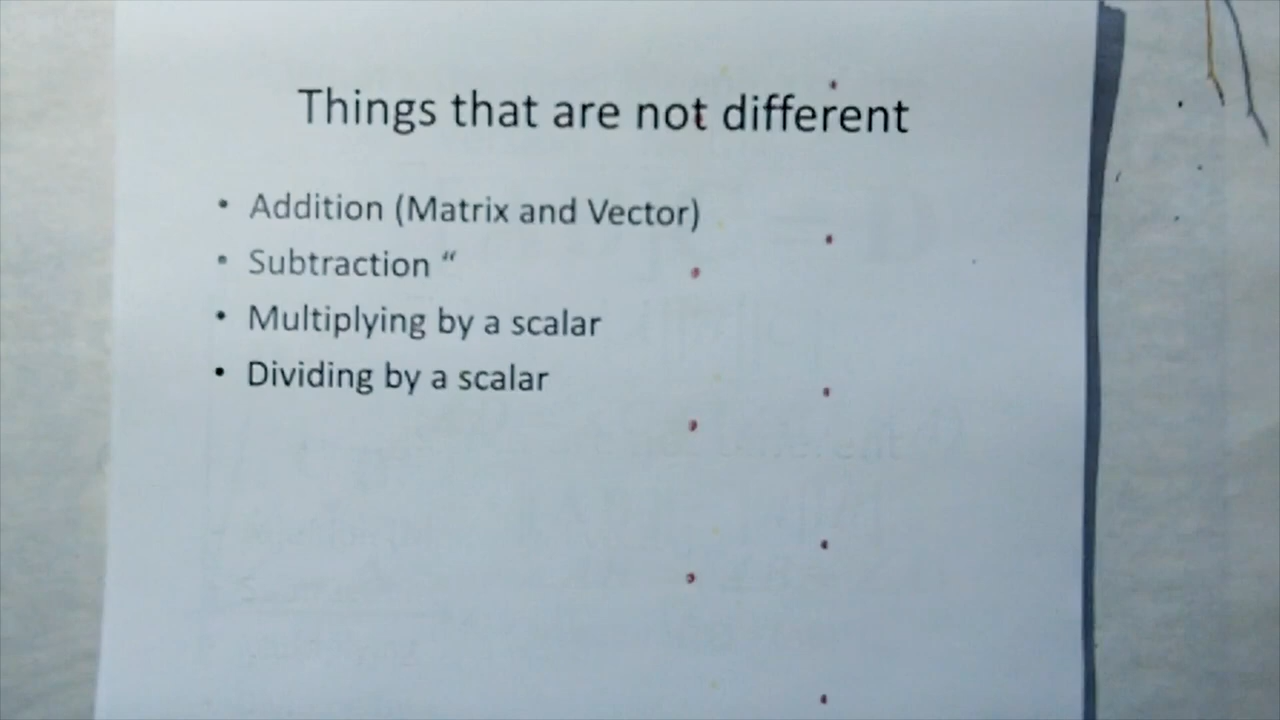 Things that are not different
• Addition (Matrix and Vector)
• Subtraction “
• Multiplying by a scalar
• Dividing by a scalar